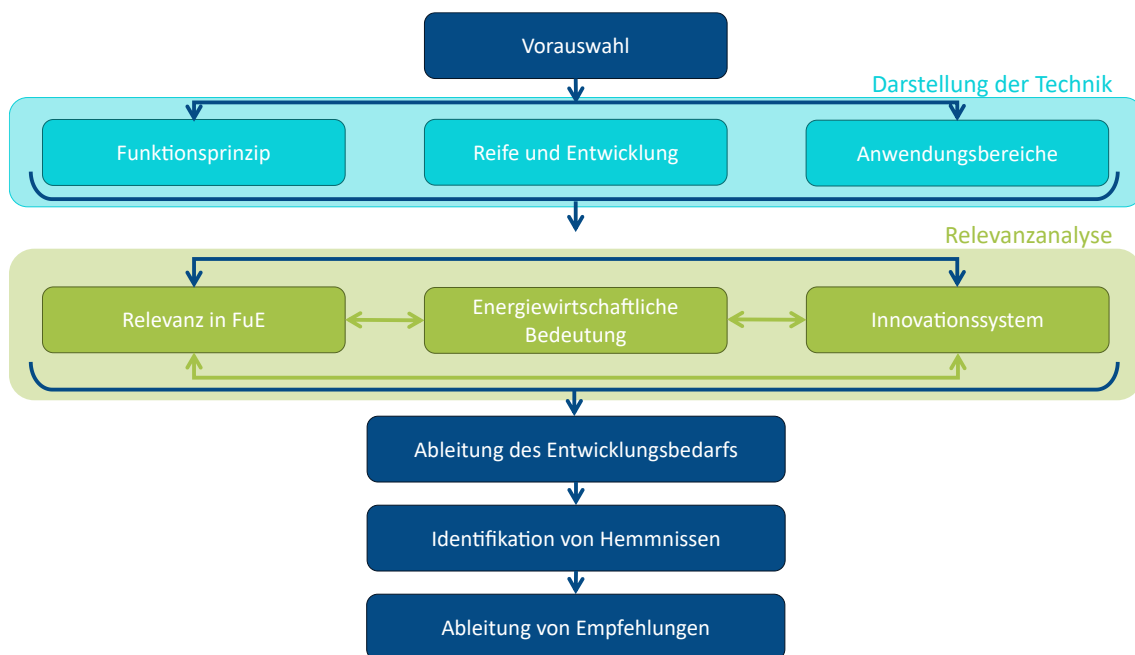 Vorauswahl
Darstellung der Technik
Funktionsprinzip
Reife und Entwicklung
Anwendungsbereiche
Relevanzanalyse
Relevanz in FuE
Energiewirtschaftliche
Bedeutung
Innovationssystem
Ableitung des Entwicklungsbedarfs
Identifikation von Hemmnissen
Ableitung von Empfehlungen